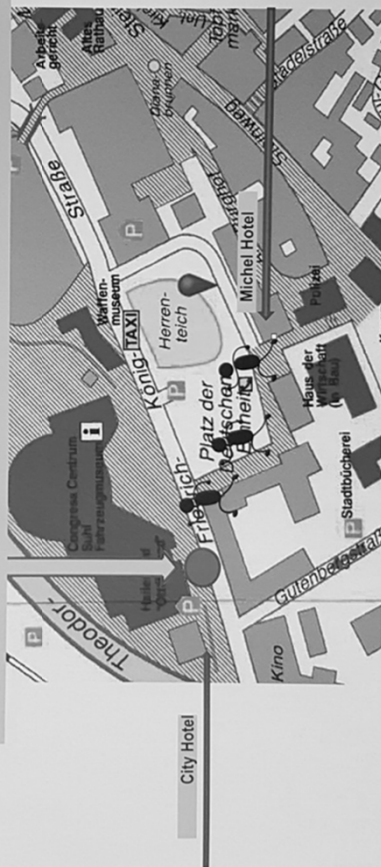 Arbeits-
gericht
Altes
Rathaus
Diana-
brunnen
Steinweg
Straße
P
Waffen-
museum
TAXI
König-
Herren-
teich
Michel Hotel
Polizei
P
Platz der
Deutschen
Einheit
Haus der
Wirtschaft
(in Bau)
Congress Centrum
Suhl
Fahrzeugmuseum
i
Friedrich-
Stadtbücherei
P
P
Gutenbergstraße
Theodor-
P
Kino
City Hotel